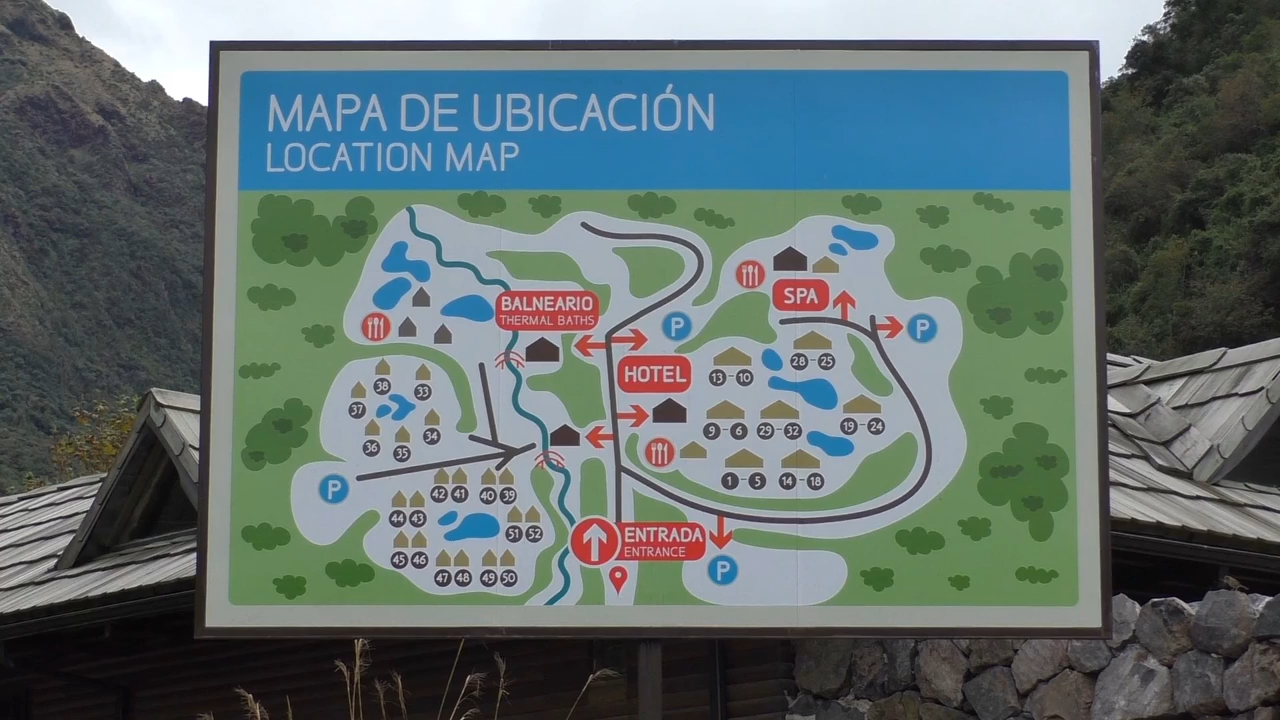 MAPA DE UBICACIÓN
LOCATION MAP
BALNEARIO
THERMAL BATHS
SPA
P
P
HOTEL
28-25
13-10
38
33
37
34
36
35
9-6
29-32
19-24
1-5
14-18
P
42
41
40
39
44
43
51
52
45
46
47
48
49
50
ENTRADA
ENTRANCE
P